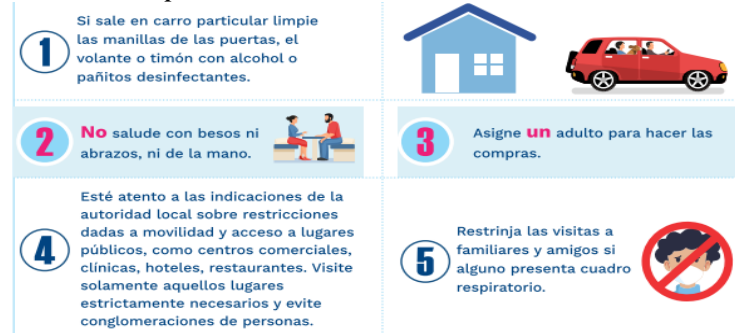 1
Si sale en carro particular limpie
las manillas de las puertas, el
volante o timón con alcohol o
pañitos desinfectantes.
2
No salude con besos ni
abrazos, ni de la mano.
3
Asigne un adulto para hacer las
compras.
4
Esté atento a las indicaciones de la
autoridad local sobre restricciones
dadas a movilidad y acceso a lugares
públicos, como centros comerciales,
clínicas, hoteles, restaurantes. Visite
solamente aquellos lugares
estrictamente necesarios y evite
conglomeraciones de personas.
5
Restrinja las visitas a
familiares y amigos si
alguno presenta cuadro
respiratorio.